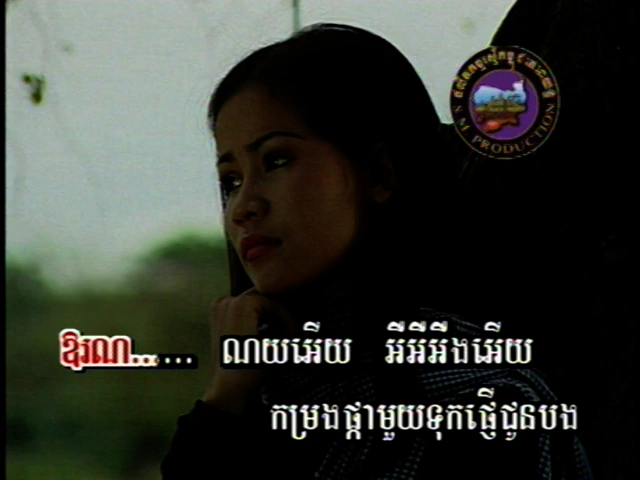 S. M. PRODUCTION
ឱរណ...... ណយអើយ អឺអឺអឺងអើយ
កម្រងផ្កាមួយទុកផ្ញើជូនបង